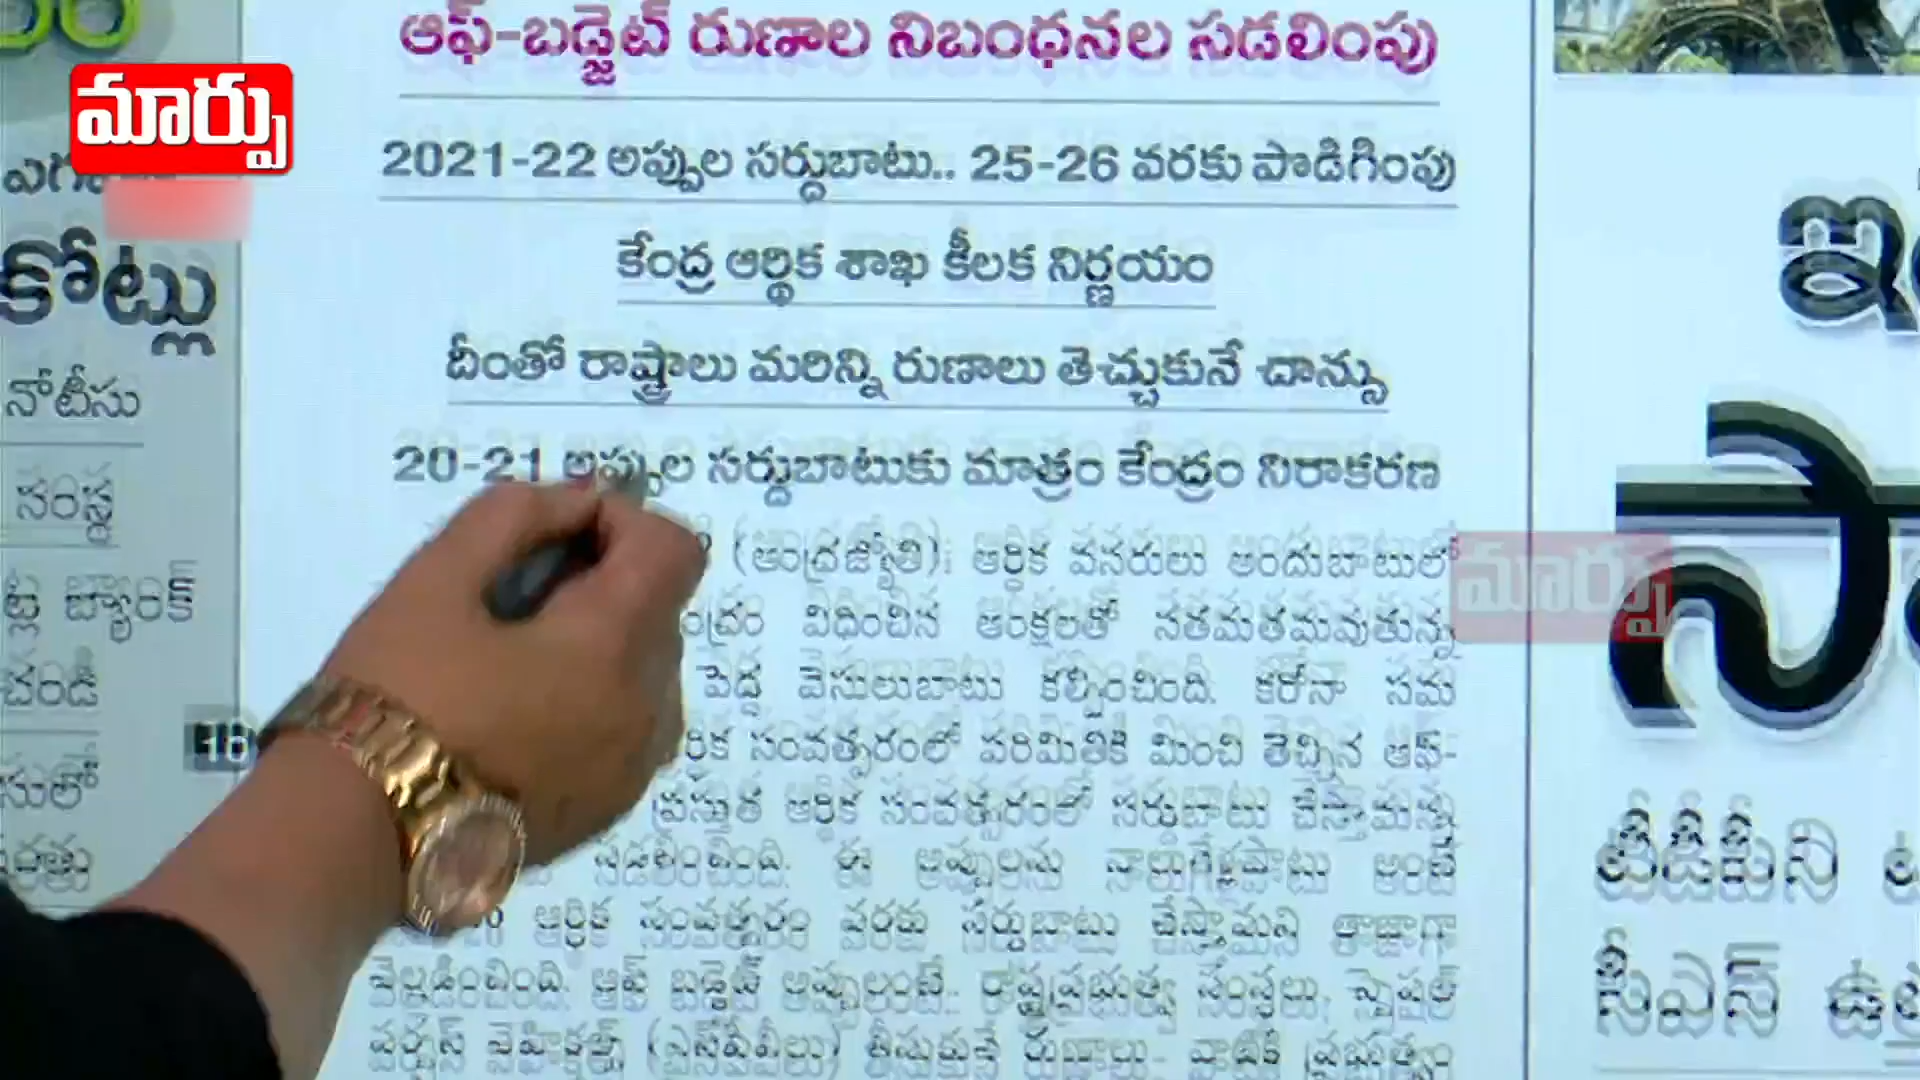 మార్పు
ఆఫ్-బడ్జెట్ రుణాల నిబంధనల సడలింపు
2021-22 అప్పుల సర్దుబాటు.. 25-26 వరకు పొడిగింపు
కేంద్ర ఆర్థిక శాఖ కీలక నిర్ణయం
దీంతో రాష్ట్రాలు మరిన్ని రుణాలు తెచ్చుకునే చాన్సు
20-21 అప్పుల సర్దుబాటుకు మాత్రం కేంద్రం నిరాకరణ
(ఆంధ్రజ్యోతి): ఆర్థిక వనరులు అందుబాటులో
విధించిన ఆంక్షలతో సతమతమవుతున్న
పెద్ద వెసులుబాటు కల్పించింది. కరోనా సమ
సంవత్సరంలో పరిమితికి మించి తెచ్చిన ఆఫ్-
ప్రస్తుత ఆర్థిక సంవత్సరంలో సర్దుబాటు చేస్తామన్న
సడలించింది. ఈ అప్పులను నాలుగేళ్లపాటు అంటే
ఆర్థిక సంవత్సరం వరకు సర్దుబాటు చేస్తామని తాజాగా
వెల్లడించింది. ఆఫ్ బడ్జెట్ అప్పులంటే.. రాష్ట్రప్రభుత్వ సంస్థలు, స్పెషల్
పర్పస్ వెహికల్స్ (ఎస్‌పీవీలు) తీసుకునే రుణాలు. వాటికి ప్రభుత్వం
కోట్లు
నోటీసు
సంస్థ
బ్యాంక్
మార్పు
టీడీపీని
సీఎస్